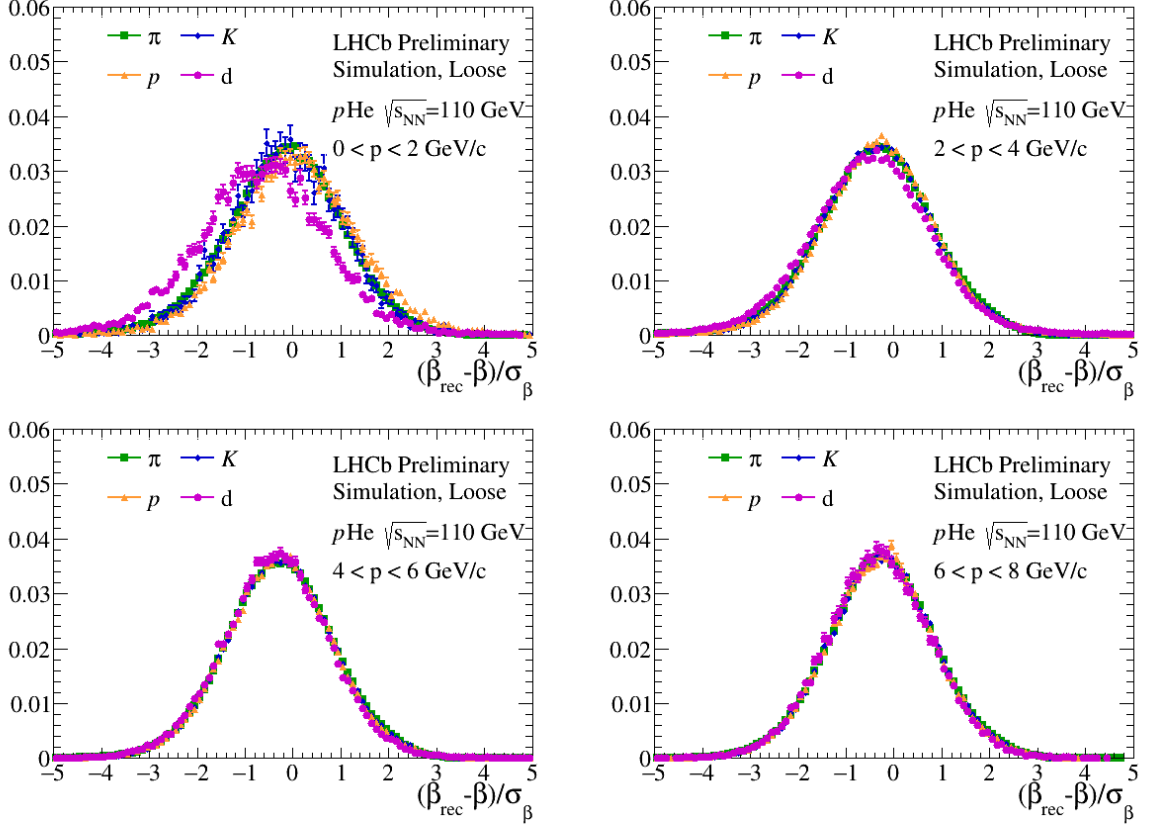 0.06
0.05
0.04
0.03
0.02
0.01
0
π K
p d
LHCb Preliminary
Simulation, Loose
pHe √sNN=110 GeV
0 < p < 2 GeV/c
−5 −4 −3 −2 −1 0 1 2 3 4 5
(βrec-β)/σβ
0.06
0.05
0.04
0.03
0.02
0.01
0
π K
p d
LHCb Preliminary
Simulation, Loose
pHe √sNN=110 GeV
2 < p < 4 GeV/c
−5 −4 −3 −2 −1 0 1 2 3 4 5
(βrec-β)/σβ
0.06
0.05
0.04
0.03
0.02
0.01
0
π K
p d
LHCb Preliminary
Simulation, Loose
pHe √sNN=110 GeV
4 < p < 6 GeV/c
−5 −4 −3 −2 −1 0 1 2 3 4 5
(βrec-β)/σβ
0.06
0.05
0.04
0.03
0.02
0.01
0
π K
p d
LHCb Preliminary
Simulation, Loose
pHe √sNN=110 GeV
6 < p < 8 GeV/c
−5 −4 −3 −2 −1 0 1 2 3 4 5
(βrec-β)/σβ